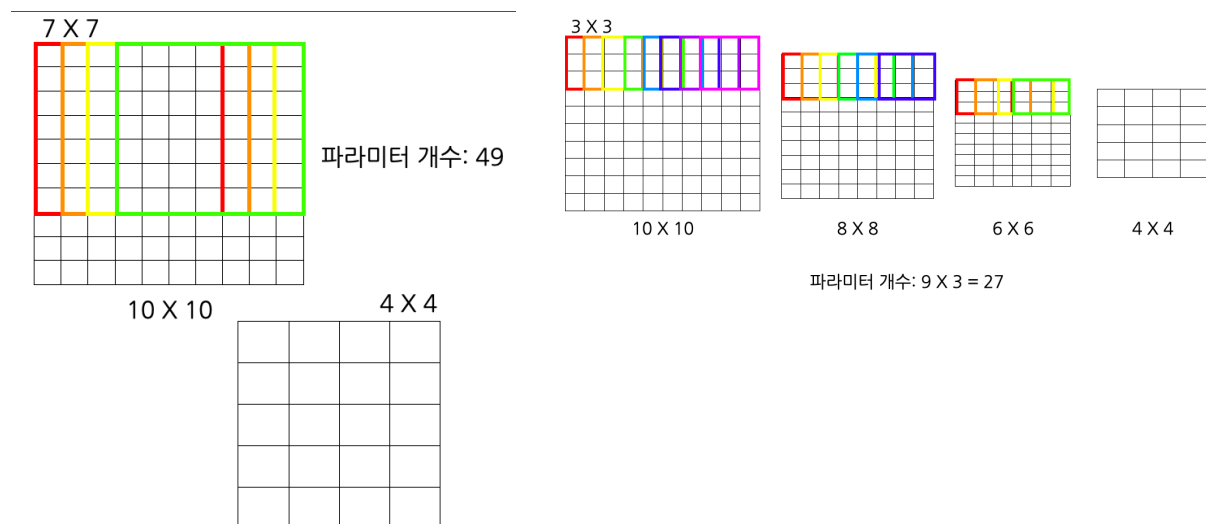 7 X 7
파라미터 개수: 49
10 X 10
4 X 4
3 X 3
10 X 10
8 X 8
6 X 6
4 X 4
파라미터 개수: 9 X 3 = 27